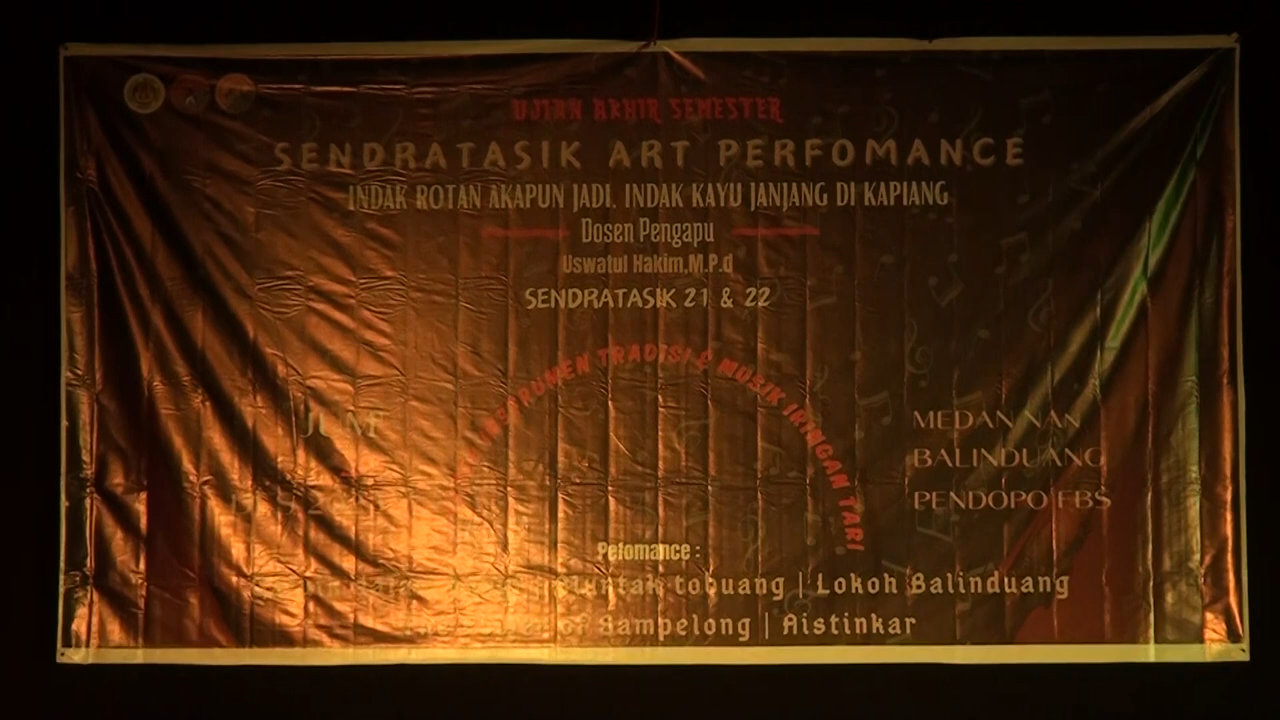 UJIAN AKHIR SEMESTER
SENDRATASIK ART PERFOMANCE
INDAK ROTAN AKAPUN JADI, INDAK KAYU JANJANG DI KAPIANG
Dosen Pengapu
Uswatul Hakim,M.P.d
SENDRATASIK 21 & 22
INSTRUMEN TRADISI & MUSIK IRINGAN TARI
MEDAN NAN
BALINDUANG
PENDOPO FBS
Pefomance :
tobuang | Lokoh Balinduang
of Sampelong | Aistinkar